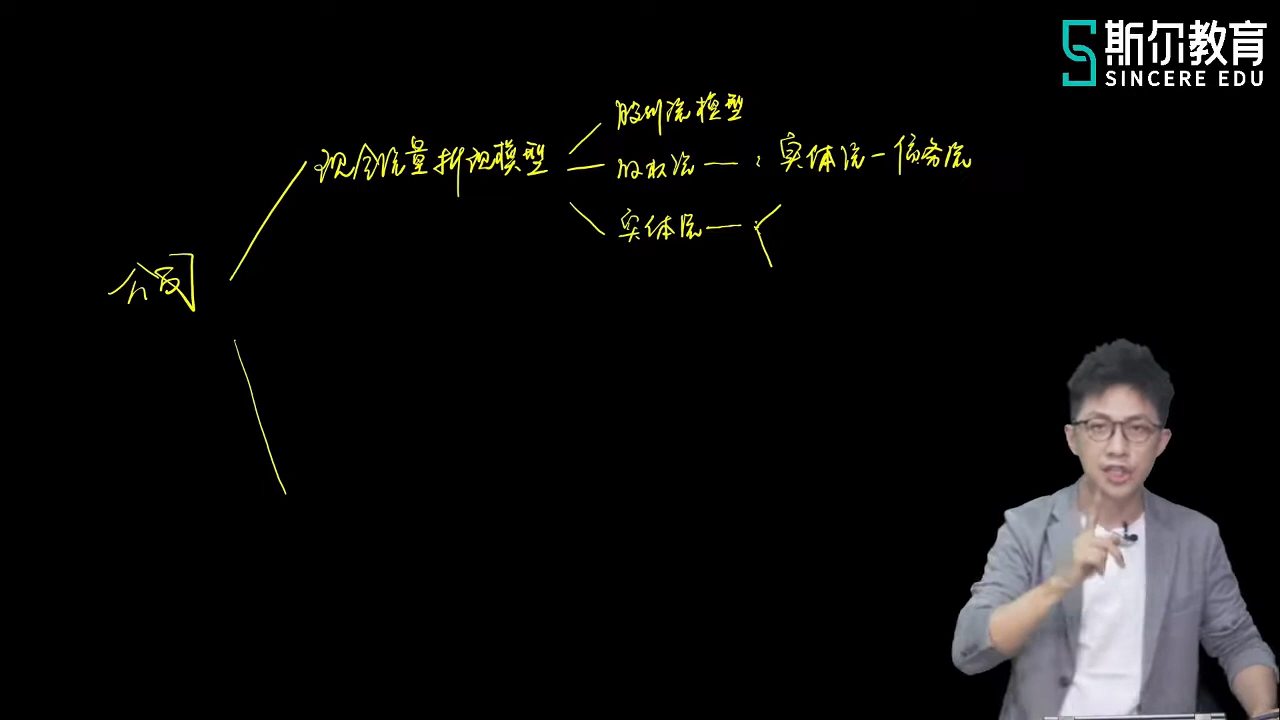 斯尔教育
SINCERE EDU
股利流模型
现金流量折现模型
股权流 — : 实体流 - 债务流
实体流 —
公司